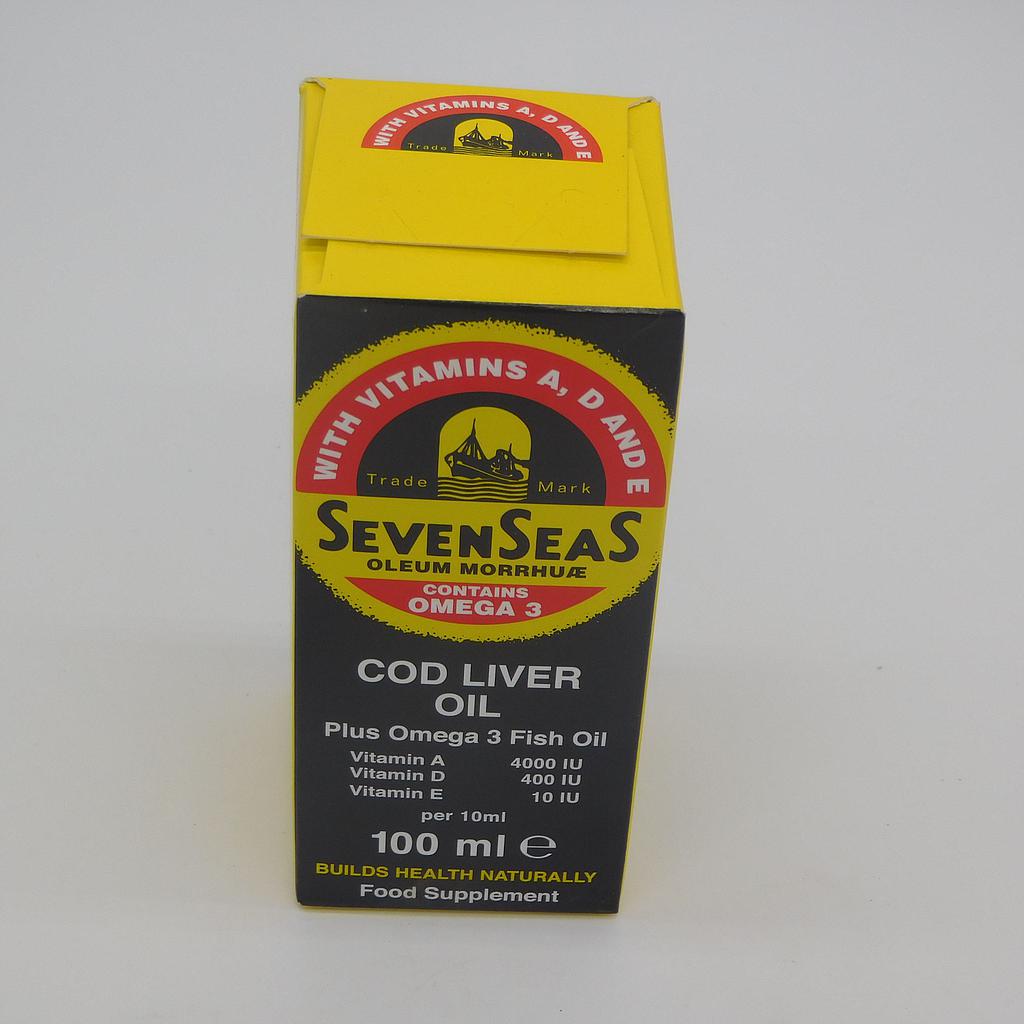 WITH VITAMINS A, D AND E
Trade Mark
WITH VITAMINS A, D AND E
Trade Mark
SEVENSEAS
OLEUM MORRHUÆ
CONTAINS
OMEGA 3
COD LIVER
OIL
Plus Omega 3 Fish Oil
Vitamin A 4000 IU
Vitamin D 400 IU
Vitamin E 10 IU
per 10ml
100 ml ℮
BUILDS HEALTH NATURALLY
Food Supplement